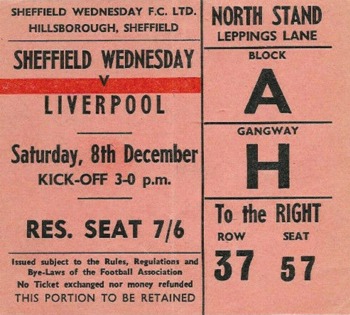 SHEFFIELD WEDNESDAY F.C. LTD.
HILLSBOROUGH, SHEFFIELD
SHEFFIELD WEDNESDAY
V
LIVERPOOL
Saturday, 8th December
KICK-OFF 3-0 p.m.
RES. SEAT 7/6
Issued subject to the Rules, Regulations and
Bye-Laws of the Football Association
No Ticket exchanged nor money refunded
THIS PORTION TO BE RETAINED
NORTH STAND
LEPPINGS LANE
BLOCK
A
GANGWAY
H
To the RIGHT
ROW SEAT
37 57